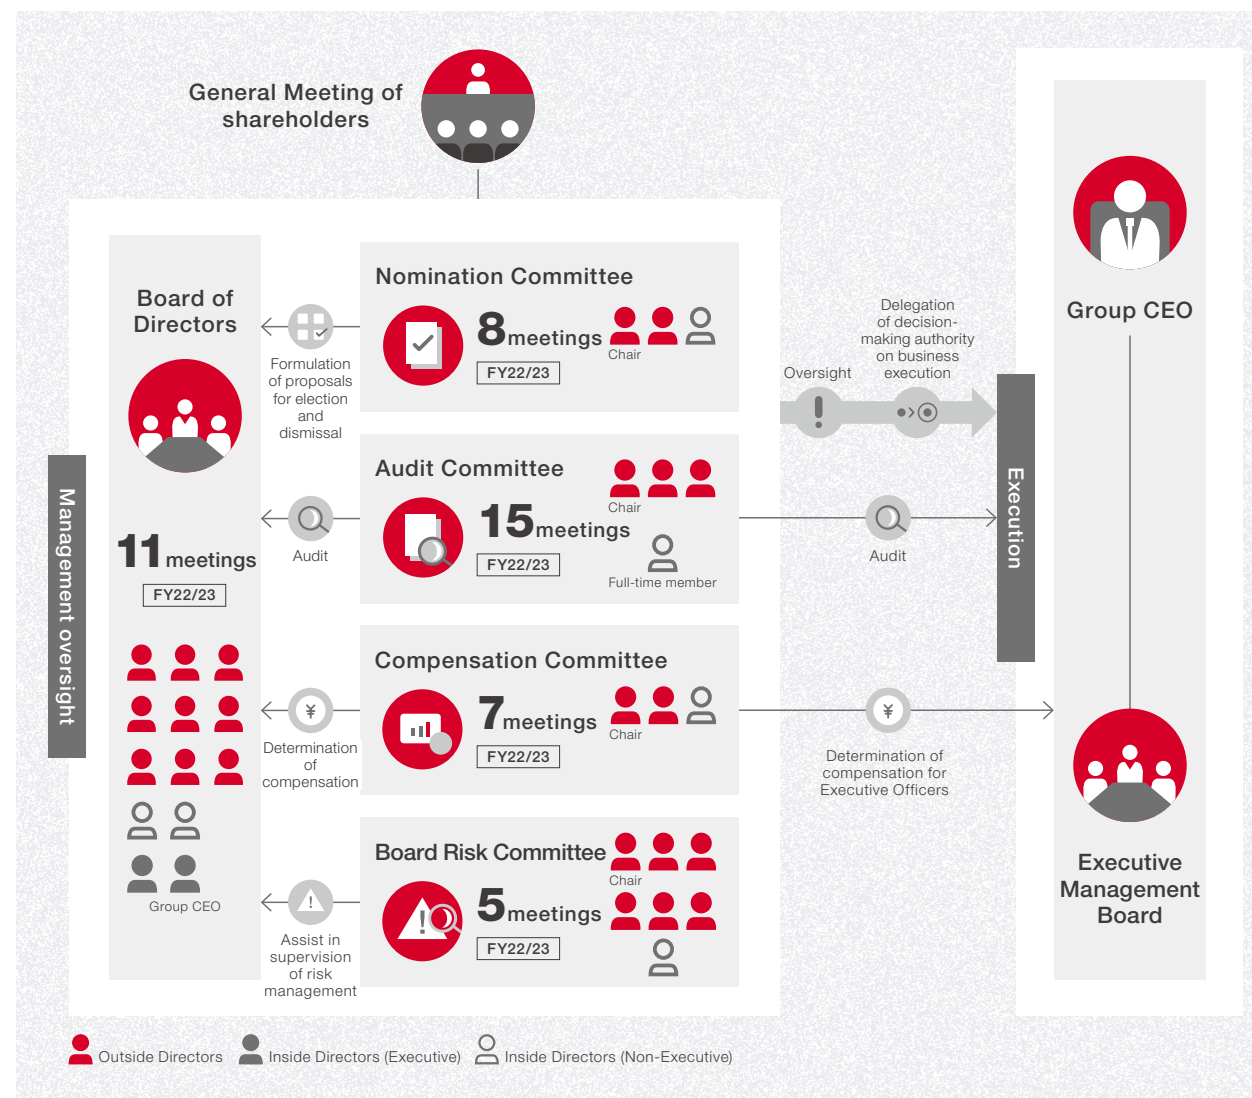 General Meeting of
shareholders
Management oversight
Board of
Directors
11 meetings
FY22/23
Group CEO
Formulation
of proposals
for election
and
dismissal
Nomination Committee
8 meetings
FY22/23
Chair
Audit
Audit Committee
15 meetings
FY22/23
Chair
Full-time member
Determination
of
compensation
Compensation Committee
7 meetings
FY22/23
Chair
Assist in
supervision
of risk
management
Board Risk Committee
5 meetings
FY22/23
Chair
Oversight
Delegation
of decision-
making authority
on business
execution
Audit
Determination of
compensation for
Executive Officers
Execution
Group CEO
Executive
Management
Board
Outside Directors
Inside Directors (Executive)
Inside Directors (Non-Executive)